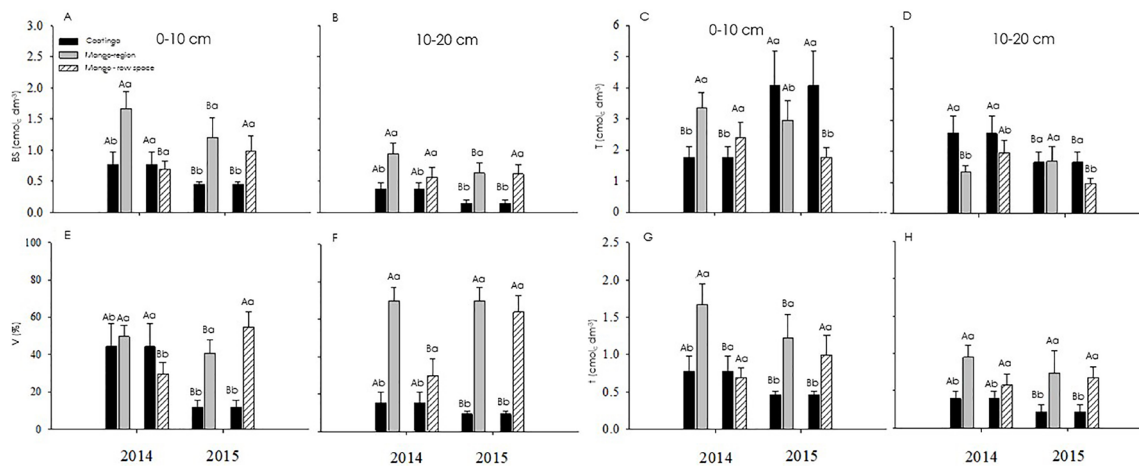 A
0-10 cm
Caatinga
Mango-region
Mango - row space
BS (cmolc dm-3)
3.0
2.5
2.0
1.5
1.0
0.5
0.0
Ab Aa Aa Ba Bb Ba Bb Aa
B
10-20 cm
Ab Aa Ab Aa Bb Ba Bb Aa
C
0-10 cm
T (cmolc dm-3)
6
5
4
3
2
1
0
Bb Aa Bb Ba Aa Ab Aa Bb
D
10-20 cm
Aa Bb Aa Ab Ba Aa Ba Bb
E
V (%)
100
80
60
40
20
0
Ab Aa Aa Bb Bb Ba Bb Aa
2014 2015
F
Ab Aa Ab Ba Bb Aa Bb Aa
2014 2015
G
t (cmolc dm-3)
2.5
2.0
1.5
1.0
0.5
0.0
Ab Aa Ba Aa Bb Ba Bb Aa
2014 2015
H
Ab Aa Ab Aa Bb Aa Bb Aa
2014 2015